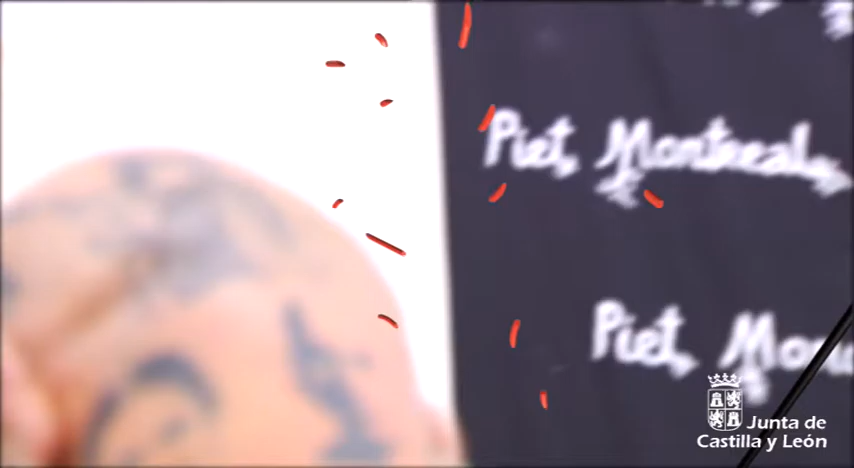 Piet, Montreal,
Piet, Mon
Junta de
Castilla y León